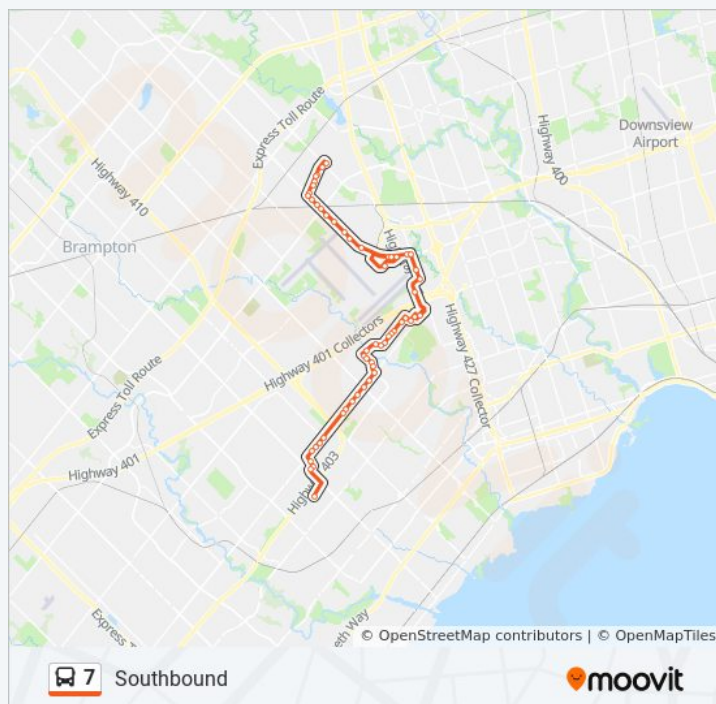 Express Toll Route
Highway 400
Downsview
Airport
Highway 410
Brampton
Highway 401 Collectors
Highway 427 Collector
Express Toll Route
Highway 401
Highway 403
© OpenStreetMap contributors | © OpenMapTiles
7 Southbound
moovit